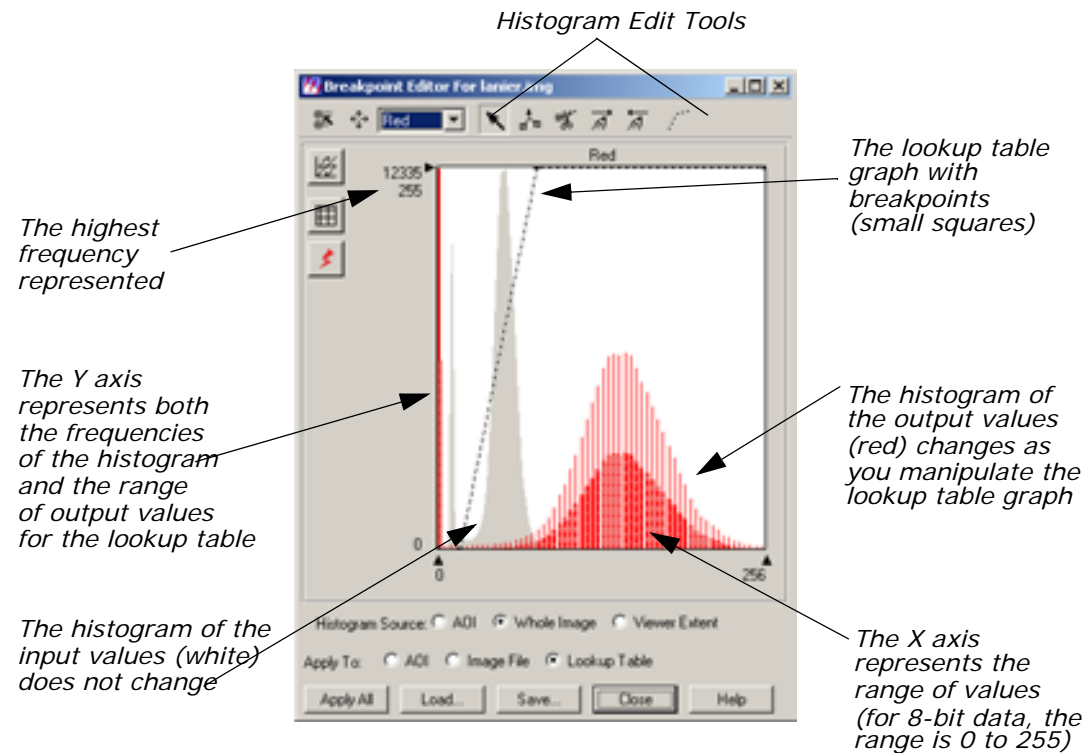 Histogram Edit Tools
Breakpoint Editor For lanier.img
Red
Red
12335
255
0
0
256
The highest
frequency
represented
The Y axis
represents both
the frequencies
of the histogram
and the range
of output values
for the lookup table
The histogram of the
input values (white)
does not change
The lookup table
graph with
breakpoints
(small squares)
The histogram of
the output values
(red) changes as
you manipulate the
lookup table graph
The X axis
represents the
range of values
(for 8-bit data, the
range is 0 to 255)
Histogram Source: AOI Whole Image Viewer Extent
Apply To: AOI Image File Lookup Table
Apply All Load... Save... Close Help